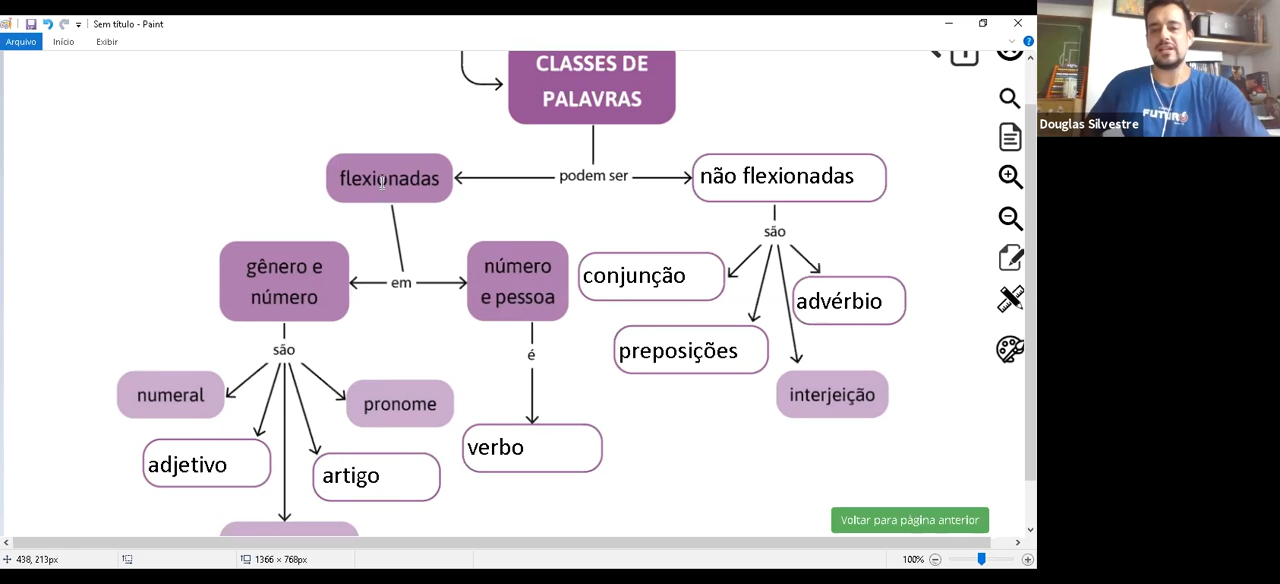 Sem título - Paint
Arquivo Início Exibir
CLASSES DE
PALAVRAS
flexionadas
podem ser
não flexionadas
gênero e
número
em
número
e pessoa
são
conjunção
advérbio
preposições
interjeição
são
é
numeral
pronome
adjetivo
artigo
verbo
Voltar para página anterior
438, 213px
1366 × 768px
100%
Douglas Silvestre
FUTURO